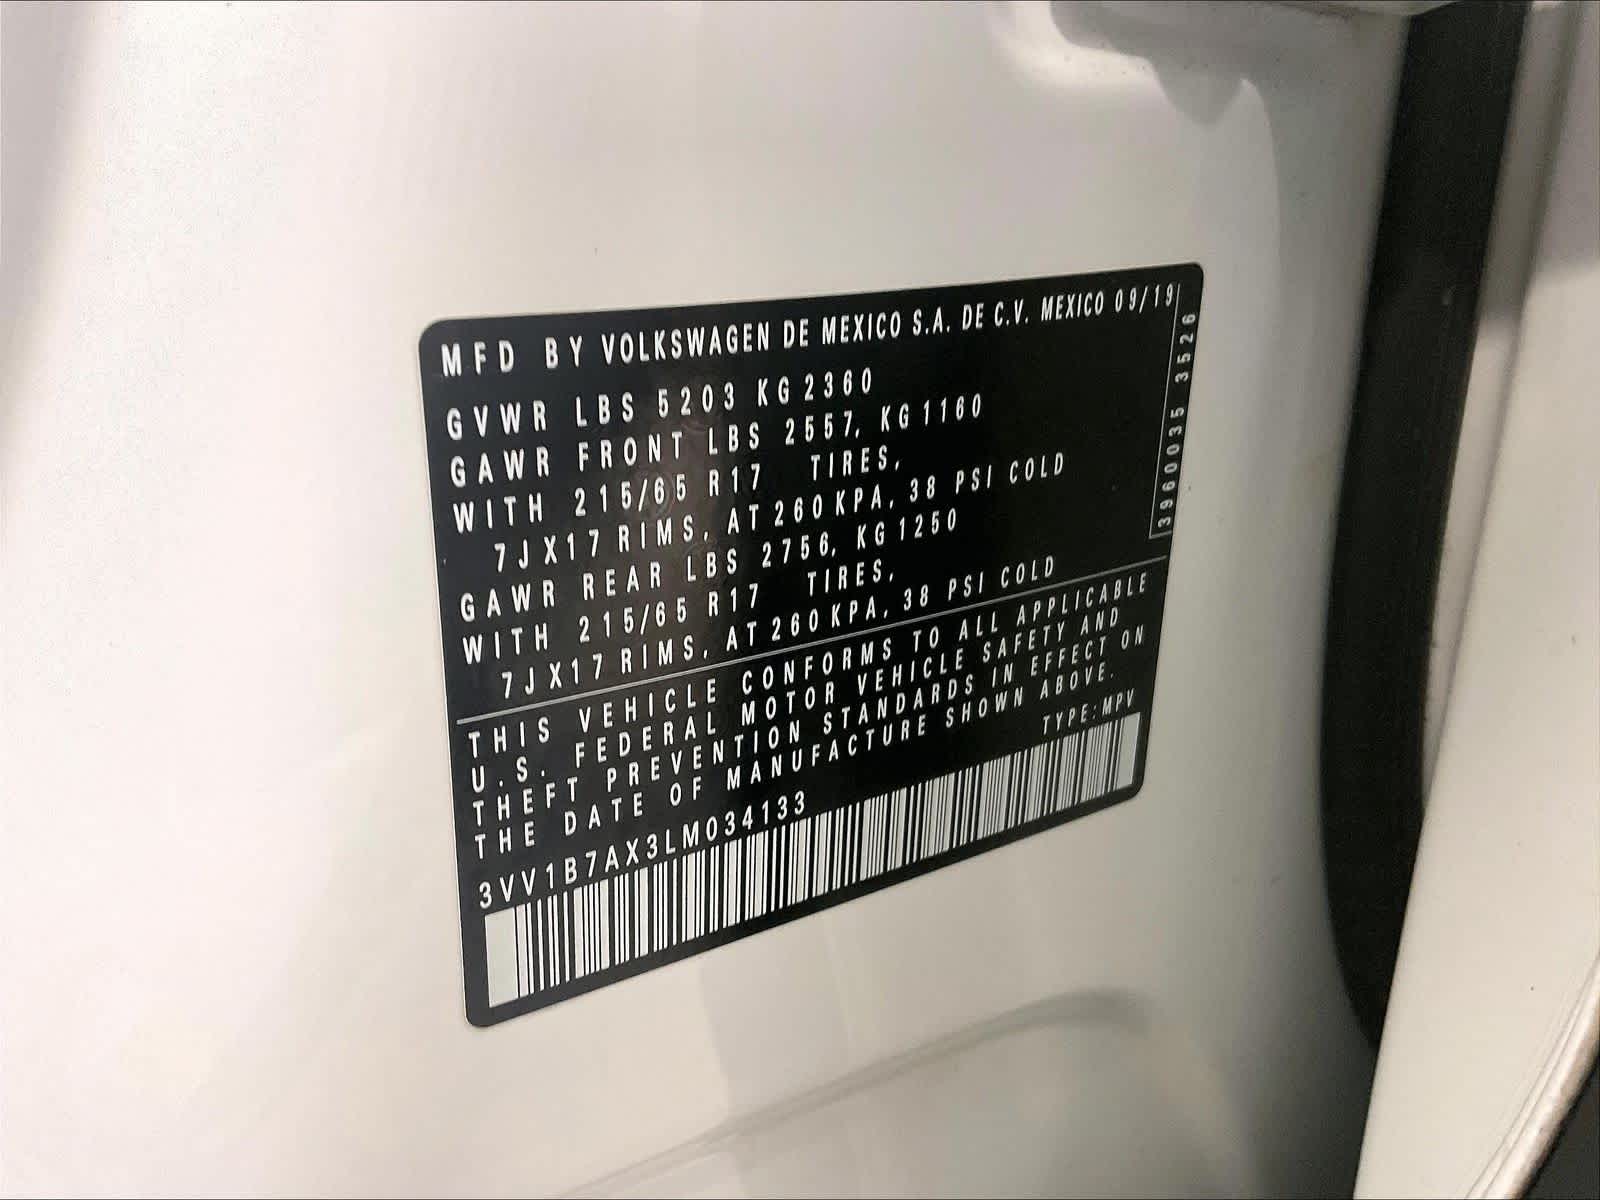 MFD BY VOLKSWAGEN DE MEXICO S.A. DE C.V. MEXICO 09/19
GVWR LBS 5203 KG 2360
GAWR FRONT LBS 2557, KG 1160
WITH 215/65 R17 TIRES,
7JX17 RIMS, AT 260 KPA, 38 PSI COLD
GAWR REAR LBS 2756, KG 1250
WITH 215/65 R17 TIRES,
7JX17 RIMS, AT 260 KPA, 38 PSI COLD
3960035 3526
THIS VEHICLE CONFORMS TO ALL APPLICABLE
U.S. FEDERAL MOTOR VEHICLE SAFETY AND
THEFT PREVENTION STANDARDS IN EFFECT ON
THE DATE OF MANUFACTURE SHOWN ABOVE.
TYPE: MPV
3VV1B7AX3LM034133